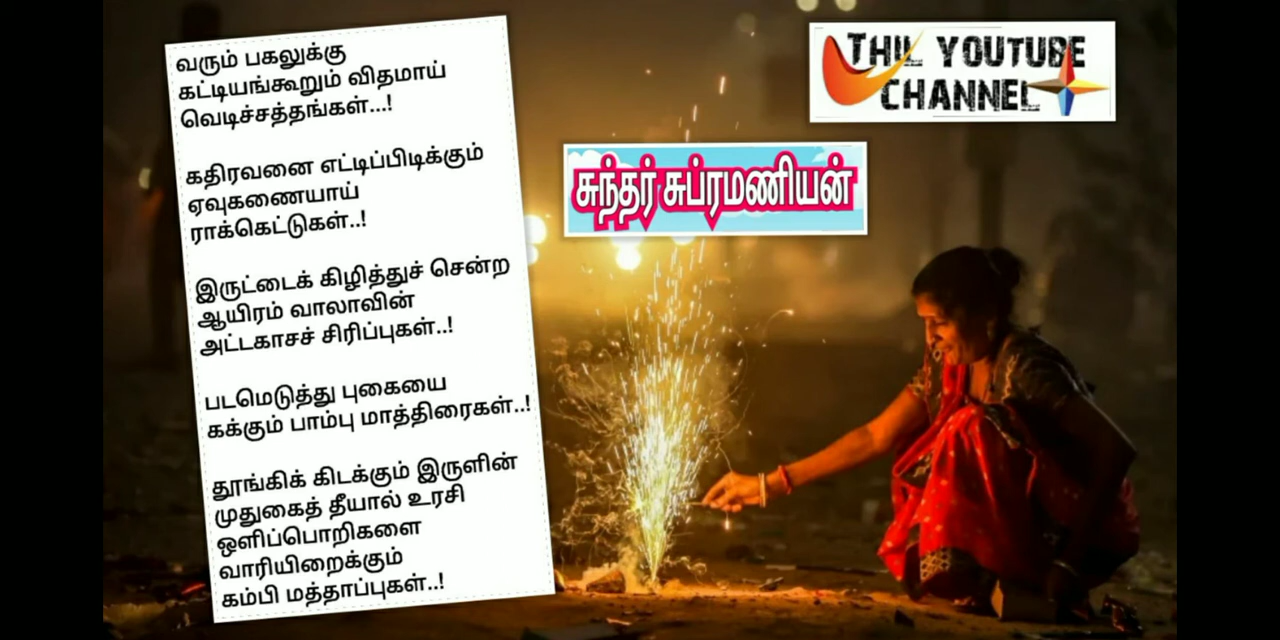 வரும் பகலுக்கு
கட்டியங்கூறும் விதமாய்
வெடிச்சத்தங்கள்...!
கதிரவனை எட்டிப்பிடிக்கும்
ஏவுகணையாய்
ராக்கெட்டுகள்..!
இருட்டைக் கிழித்துச் சென்ற
ஆயிரம் வாலாவின்
அட்டகாசச் சிரிப்புகள்..!
படமெடுத்து புகையை
கக்கும் பாம்பு மாத்திரைகள்..!
தூங்கிக் கிடக்கும் இருளின்
முதுகைத் தீயால் உரசி
ஒளிப்பொறிகளை
வாரியிறைக்கும்
கம்பி மத்தாப்புகள்..!
சுந்தர் சுப்ரமணியன்
THIL YOUTUBE
CHANNEL